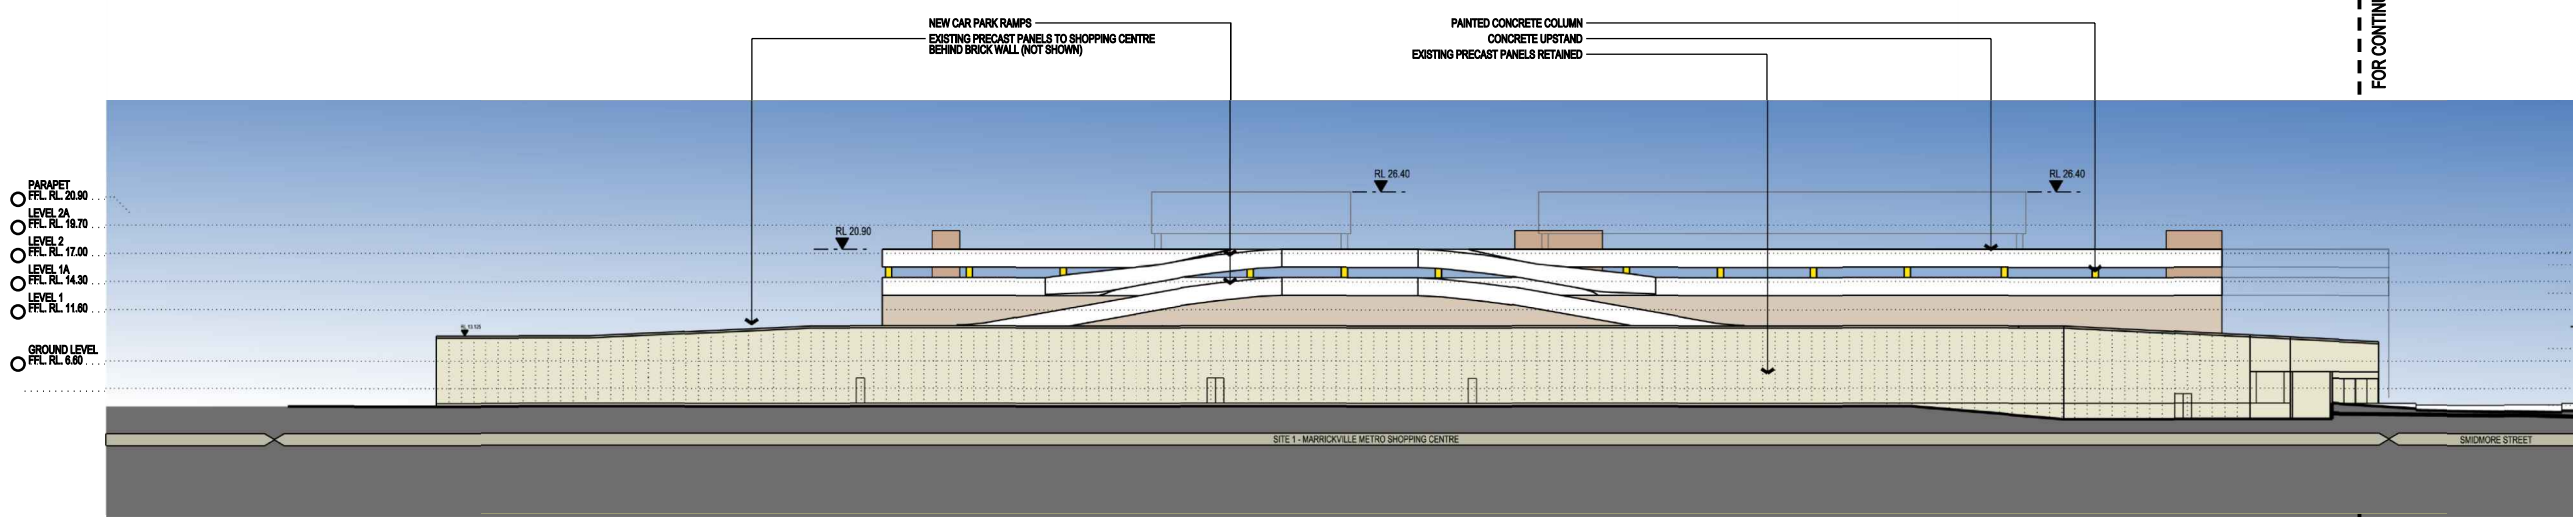 NEW CAR PARK RAMPS
EXISTING PRECAST PANELS TO SHOPPING CENTRE
BEHIND BRICK WALL (NOT SHOWN)
PAINTED CONCRETE COLUMN
CONCRETE UPSTAND
EXISTING PRECAST PANELS RETAINED
FOR CONTINU
PARAPET
FFL. RL. 20.90
LEVEL 2A
FFL. RL. 19.70
LEVEL 2
FFL. RL. 17.00
LEVEL 1A
FFL. RL. 14.30
LEVEL 1
FFL. RL. 11.60
GROUND LEVEL
FFL. RL. 6.60
RL 26.40
RL 26.40
RL 20.90
SITE 1 - MARRICKVILLE METRO SHOPPING CENTRE
SMIDMORE STREET